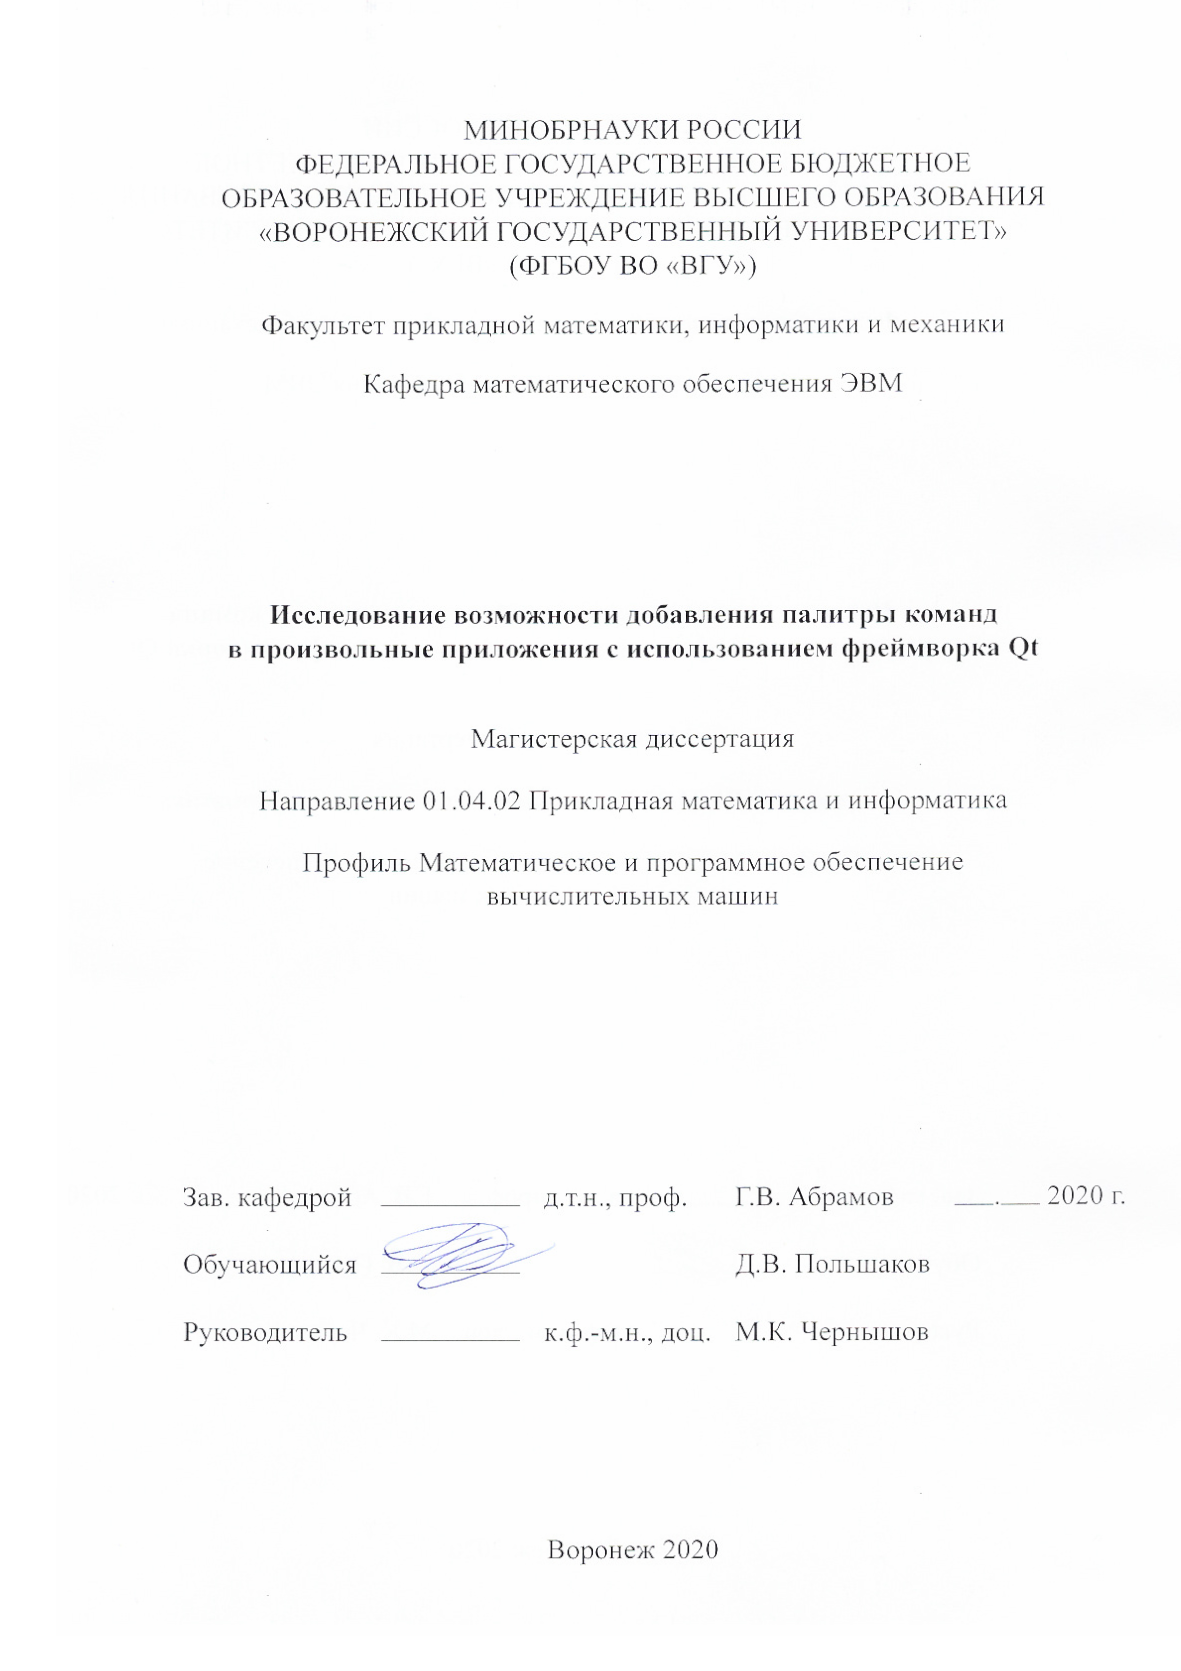 МИНОБРНАУКИ РОССИИ
ФЕДЕРАЛЬНОЕ ГОСУДАРСТВЕННОЕ БЮДЖЕТНОЕ
ОБРАЗОВАТЕЛЬНОЕ УЧРЕЖДЕНИЕ ВЫСШЕГО ОБРАЗОВАНИЯ
«ВОРОНЕЖСКИЙ ГОСУДАРСТВЕННЫЙ УНИВЕРСИТЕТ»
(ФГБОУ ВО «ВГУ»)
Факультет прикладной математики, информатики и механики
Кафедра математического обеспечения ЭВМ
Исследование возможности добавления палитры команд
в произвольные приложения с использованием фреймворка Qt
Магистерская диссертация
Направление 01.04.02 Прикладная математика и информатика
Профиль Математическое и программное обеспечение
вычислительных машин
Зав. кафедрой __________ д.т.н., проф. Г.В. Абрамов ___.___ 2020 г.
Обучающийся __________ Д.В. Польшаков
Руководитель __________ к.ф.-м.н., доц. М.К. Чернышов
Воронеж 2020